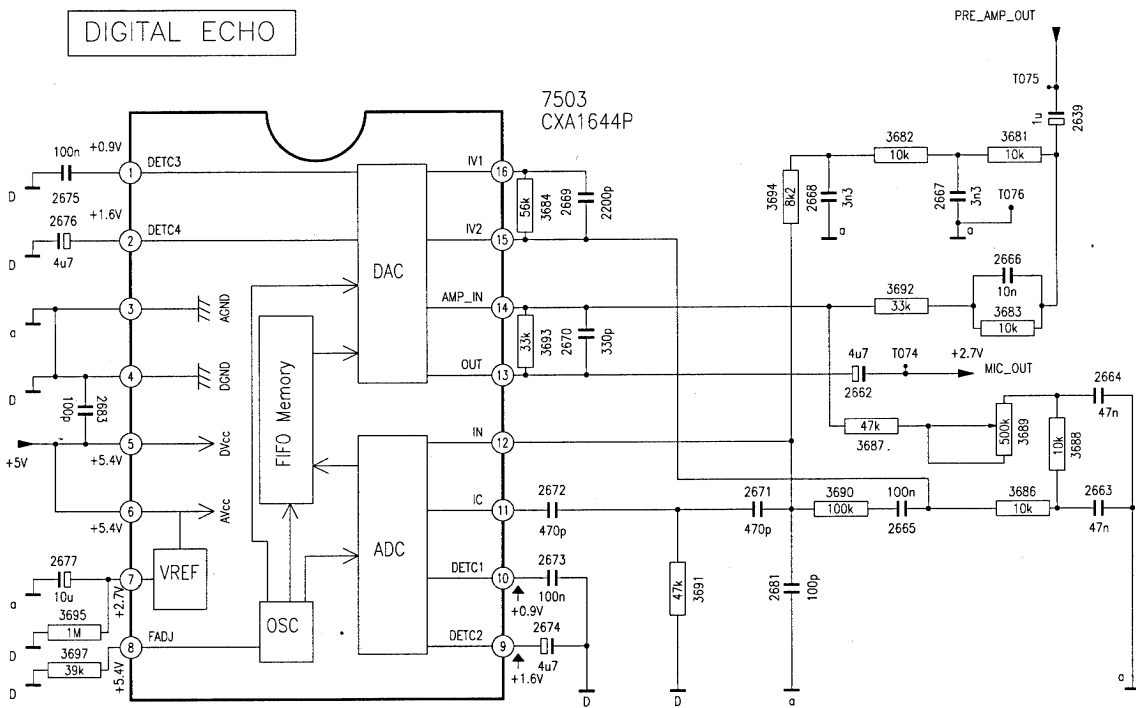 DIGITAL ECHO
PRE_AMP_OUT
T075
1u
2639
7503
CXA1644P
100n
+0.9V
2675
D
1
DETC3
2676
+1.6V
4u7
D
2
DETC4
3
a
AGND
4
D
DGND
100p
2683
+5V
5
+5.4V
DVcc
6
+5.4V
AVcc
2677
10u
a
7
+2.7V
VREF
3695
1M
D
8
FADJ
3697
39k
D
+5.4V
OSC
FIFO Memory
DAC
ADC
IV1
16
56k
3684
2669
2200p
IV2
15
AMP_IN
14
33k
3693
2670
330p
OUT
13
IN
12
IC
11
2672
470p
DETC1
10
2673
100n
+0.9V
2674
DETC2
9
4u7
+1.6V
D
3682
10k
3681
10k
3694
8k2
2668
3n3
a
2667
3n3
T076
a
2666
10n
3692
33k
3683
10k
4u7
T074
+2.7V
2662
MIC_OUT
2664
47n
47k
3687
500k
3689
10k
3688
2671
470p
3690
100k
100n
2665
3686
10k
2663
47n
47k
3691
D
2681
100p
a
a